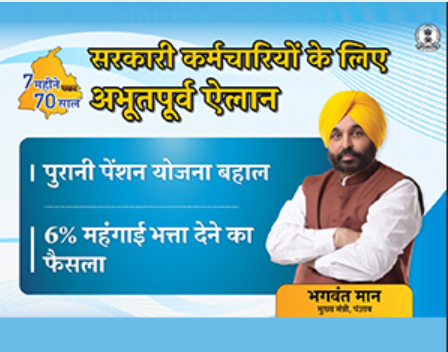 7 महीने
70 साल
सरकारी कर्मचारियों के लिए
अभूतपूर्व ऐलान
पुरानी पेंशन योजना बहाल
6% महंगाई भत्ता देने का
फैसला
भगवंत मान
मुख्य मंत्री, पंजाब